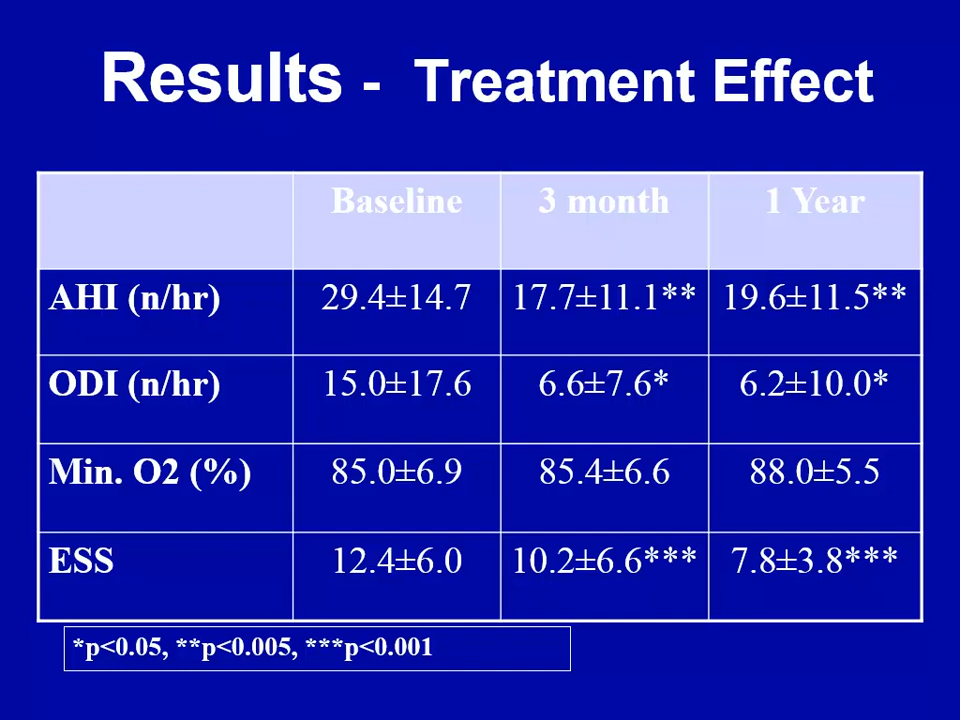 Results - Treatment Effect
Baseline 3 month 1 Year
AHI (n/hr) 29.4±14.7 17.7±11.1** 19.6±11.5**
ODI (n/hr) 15.0±17.6 6.6±7.6* 6.2±10.0*
Min. O2 (%) 85.0±6.9 85.4±6.6 88.0±5.5
ESS 12.4±6.0 10.2±6.6*** 7.8±3.8***
*p<0.05, **p<0.005, ***p<0.001